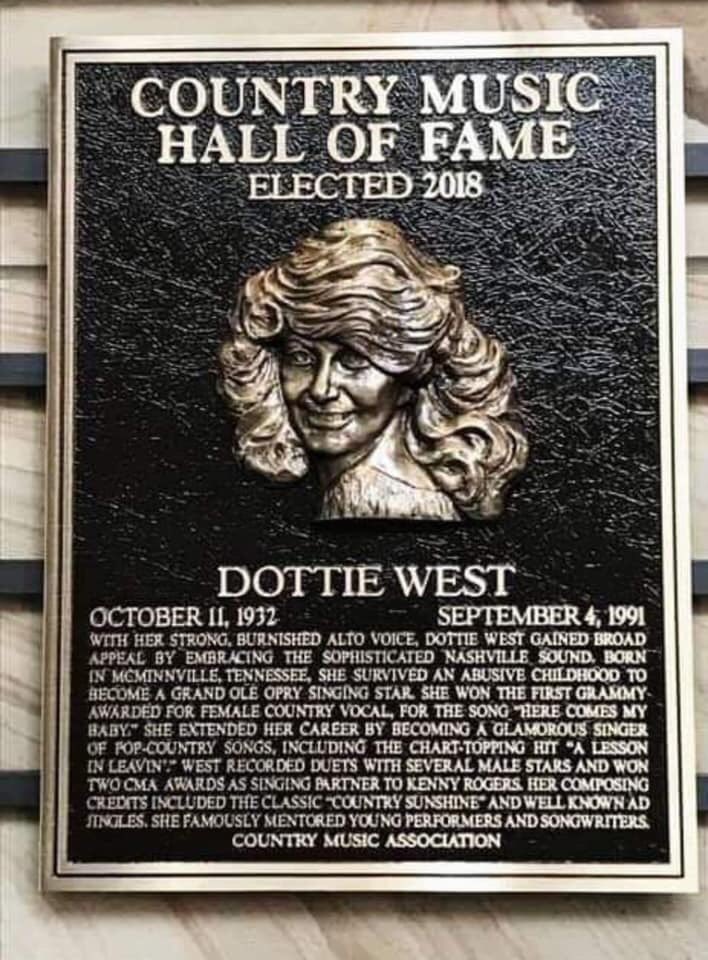 COUNTRY MUSIC
HALL OF FAME
ELECTED 2018
DOTTIE WEST
OCTOBER 11, 1932 SEPTEMBER 4, 1991
WITH HER STRONG, BURNISHED ALTO VOICE, DOTTIE WEST GAINED BROAD
APPEAL BY EMBRACING THE SOPHISTICATED NASHVILLE SOUND. BORN
IN MCMINNVILLE, TENNESSEE, SHE SURVIVED AN ABUSIVE CHILDHOOD TO
BECOME A GRAND OLE OPRY SINGING STAR. SHE WON THE FIRST GRAMMY
AWARDED FOR FEMALE COUNTRY VOCAL, FOR THE SONG "HERE COMES MY
BABY." SHE EXTENDED HER CAREER BY BECOMING A GLAMOROUS SINGER
OF POP-COUNTRY SONGS, INCLUDING THE CHART-TOPPING HIT "A LESSON
IN LEAVIN'." WEST RECORDED DUETS WITH SEVERAL MALE STARS AND WON
TWO CMA AWARDS AS SINGING PARTNER TO KENNY ROGERS. HER COMPOSING
CREDITS INCLUDED THE CLASSIC "COUNTRY SUNSHINE" AND WELL KNOWN AD
JINGLES. SHE FAMOUSLY MENTORED YOUNG PERFORMERS AND SONGWRITERS.
COUNTRY MUSIC ASSOCIATION